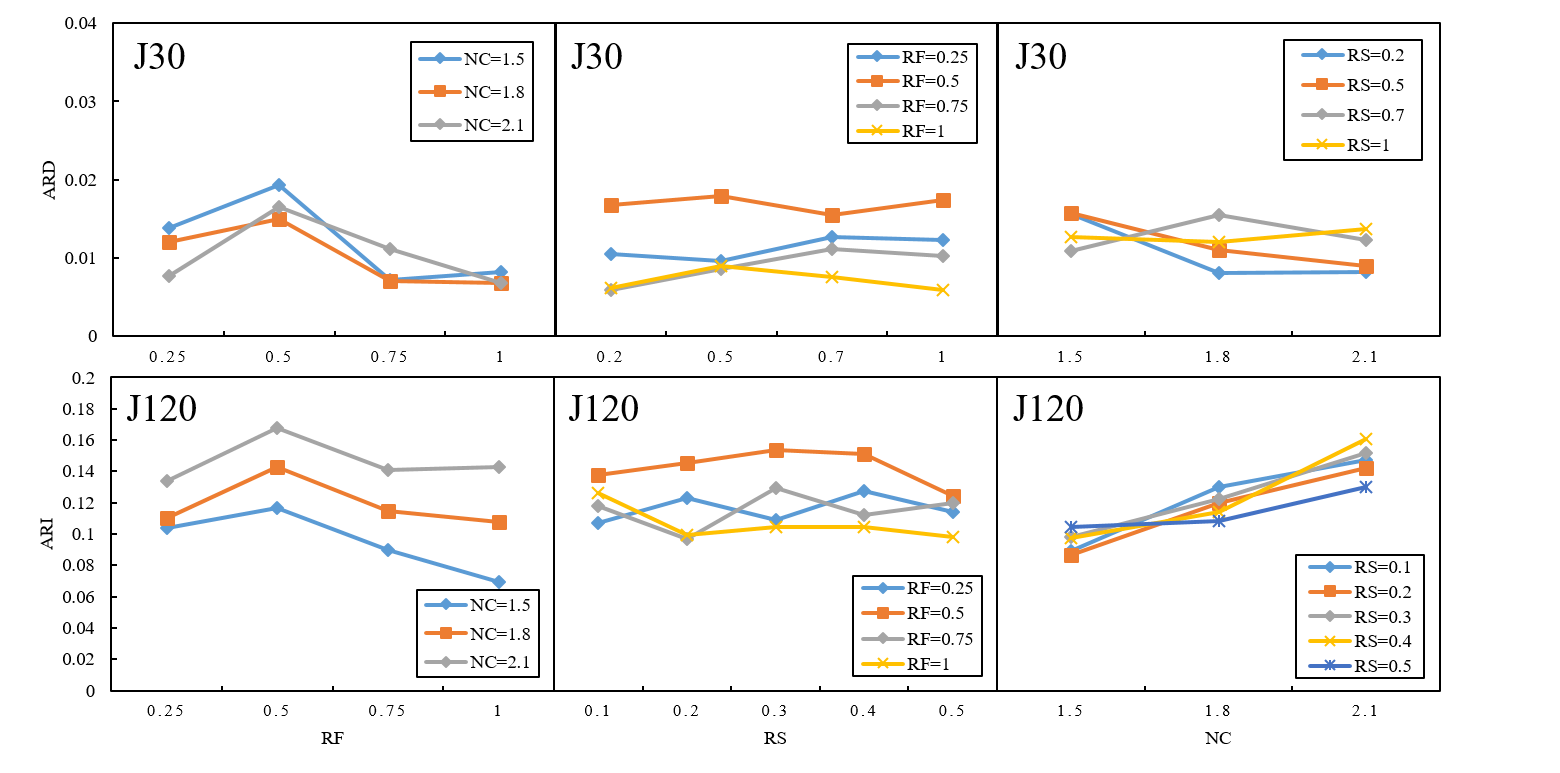 0.04
0.03
0.02
0.01
0
ARD
J30
NC=1.5
NC=1.8
NC=2.1
0.25 0.5 0.75 1
J30
RF=0.25
RF=0.5
RF=0.75
RF=1
0.2 0.5 0.7 1
J30
RS=0.2
RS=0.5
RS=0.7
RS=1
1.5 1.8 2.1
0.2
0.18
0.16
0.14
0.12
0.1
0.08
0.06
0.04
0.02
0
ARI
J120
NC=1.5
NC=1.8
NC=2.1
0.25 0.5 0.75 1
RF
J120
RF=0.25
RF=0.5
RF=0.75
RF=1
0.1 0.2 0.3 0.4 0.5
RS
J120
RS=0.1
RS=0.2
RS=0.3
RS=0.4
RS=0.5
1.5 1.8 2.1
NC